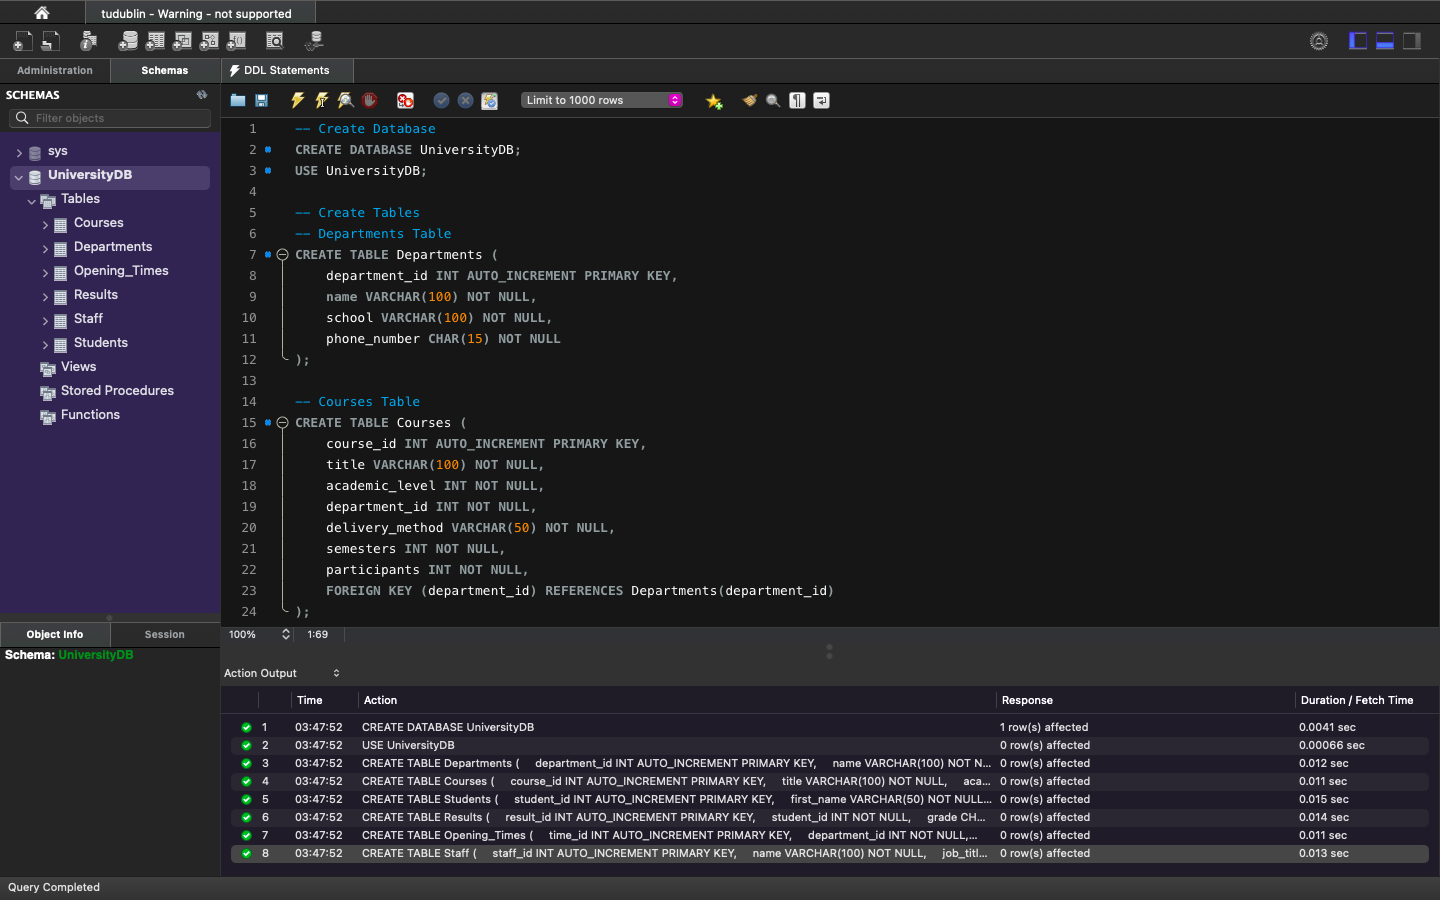 tudublin - Warning - not supported
Administration
Schemas
DDL Statements
SCHEMAS
Filter objects
Limit to 1000 rows
sys
UniversityDB
Tables
Courses
Departments
Opening_Times
Results
Staff
Students
Views
Stored Procedures
Functions
1 -- Create Database
2 CREATE DATABASE UniversityDB;
3 USE UniversityDB;
4
5 -- Create Tables
6 -- Departments Table
7 CREATE TABLE Departments (
8 department_id INT AUTO_INCREMENT PRIMARY KEY,
9 name VARCHAR(100) NOT NULL,
10 school VARCHAR(100) NOT NULL,
11 phone_number CHAR(15) NOT NULL
12 );
13
14 -- Courses Table
15 CREATE TABLE Courses (
16 course_id INT AUTO_INCREMENT PRIMARY KEY,
17 title VARCHAR(100) NOT NULL,
18 academic_level INT NOT NULL,
19 department_id INT NOT NULL,
20 delivery_method VARCHAR(50) NOT NULL,
21 semesters INT NOT NULL,
22 participants INT NOT NULL,
23 FOREIGN KEY (department_id) REFERENCES Departments(department_id)
24 );
100% 1:69
Object Info
Session
Schema: UniversityDB
Action Output
Time Action Response Duration / Fetch Time
1 03:47:52 CREATE DATABASE UniversityDB 1 row(s) affected 0.0041 sec
2 03:47:52 USE UniversityDB 0 row(s) affected 0.00066 sec
3 03:47:52 CREATE TABLE Departments ( department_id INT AUTO_INCREMENT PRIMARY KEY, name VARCHAR(100) NOT N... 0 row(s) affected 0.012 sec
4 03:47:52 CREATE TABLE Courses ( course_id INT AUTO_INCREMENT PRIMARY KEY, title VARCHAR(100) NOT NULL, aca... 0 row(s) affected 0.011 sec
5 03:47:52 CREATE TABLE Students ( student_id INT AUTO_INCREMENT PRIMARY KEY, first_name VARCHAR(50) NOT NULL... 0 row(s) affected 0.015 sec
6 03:47:52 CREATE TABLE Results ( result_id INT AUTO_INCREMENT PRIMARY KEY, student_id INT NOT NULL, grade CH... 0 row(s) affected 0.014 sec
7 03:47:52 CREATE TABLE Opening_Times ( time_id INT AUTO_INCREMENT PRIMARY KEY, department_id INT NOT NULL,... 0 row(s) affected 0.011 sec
8 03:47:52 CREATE TABLE Staff ( staff_id INT AUTO_INCREMENT PRIMARY KEY, name VARCHAR(100) NOT NULL, job_titl... 0 row(s) affected 0.013 sec
Query Completed